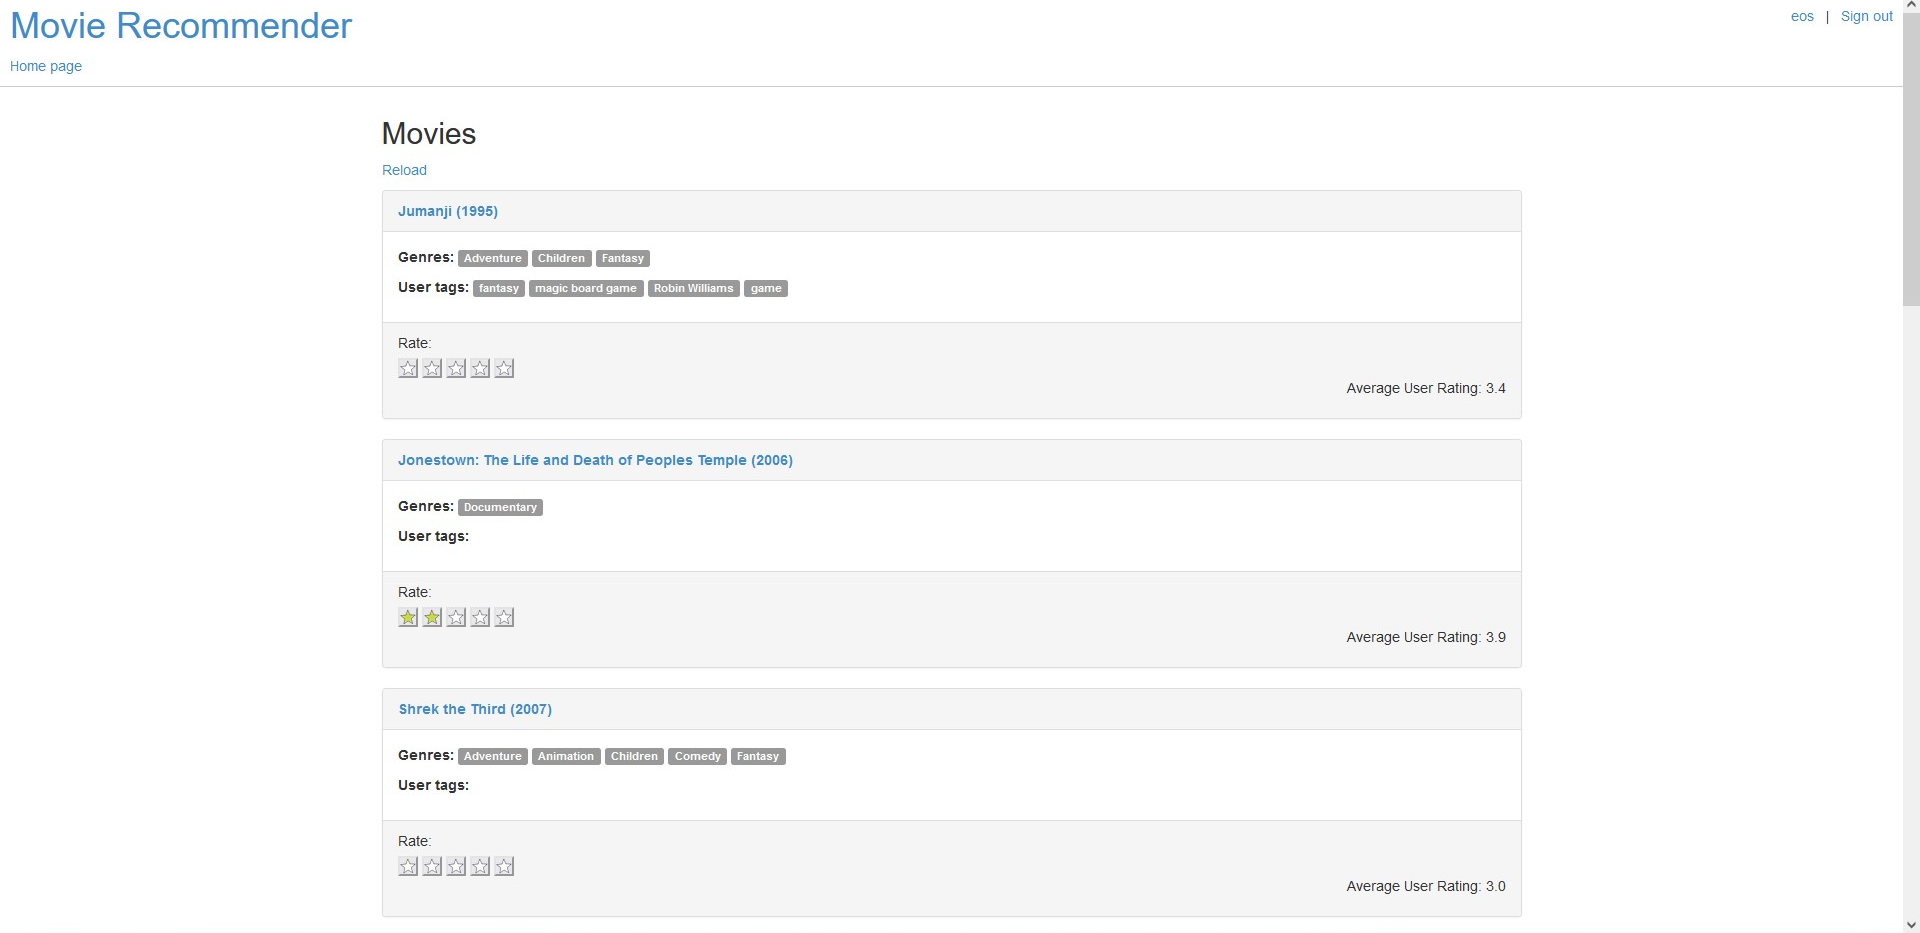 Movie Recommender
eos | Sign out
Home page
Movies
Reload
Jumanji (1995)
Genres: Adventure Children Fantasy
User tags: fantasy magic board game Robin Williams game
Rate:
Average User Rating: 3.4
Jonestown: The Life and Death of Peoples Temple (2006)
Genres: Documentary
User tags:
Rate:
Average User Rating: 3.9
Shrek the Third (2007)
Genres: Adventure Animation Children Comedy Fantasy
User tags:
Rate:
Average User Rating: 3.0